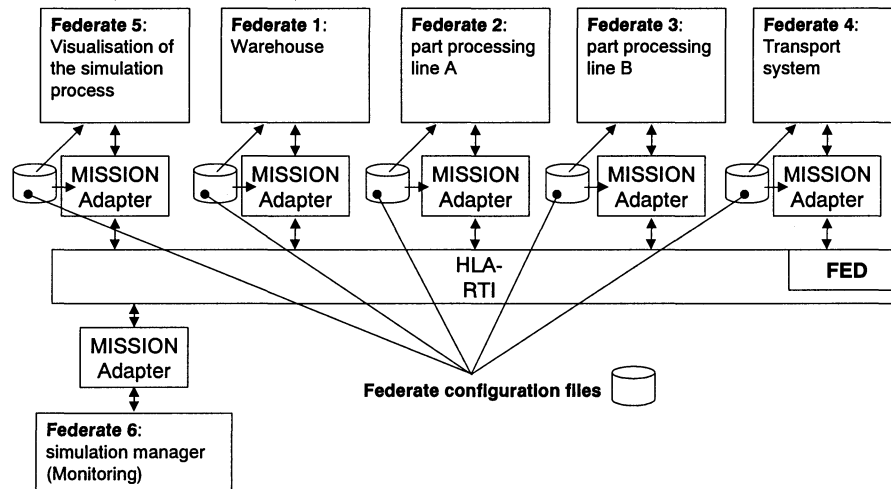 Federate 5:
Visualisation of
the simulation
process
Federate 1:
Warehouse
Federate 2:
part processing
line A
Federate 3:
part processing
line B
Federate 4:
Transport
system
MISSION
Adapter
MISSION
Adapter
MISSION
Adapter
MISSION
Adapter
MISSION
Adapter
HLA-
RTI
FED
MISSION
Adapter
Federate configuration files
Federate 6:
simulation manager
(Monitoring)